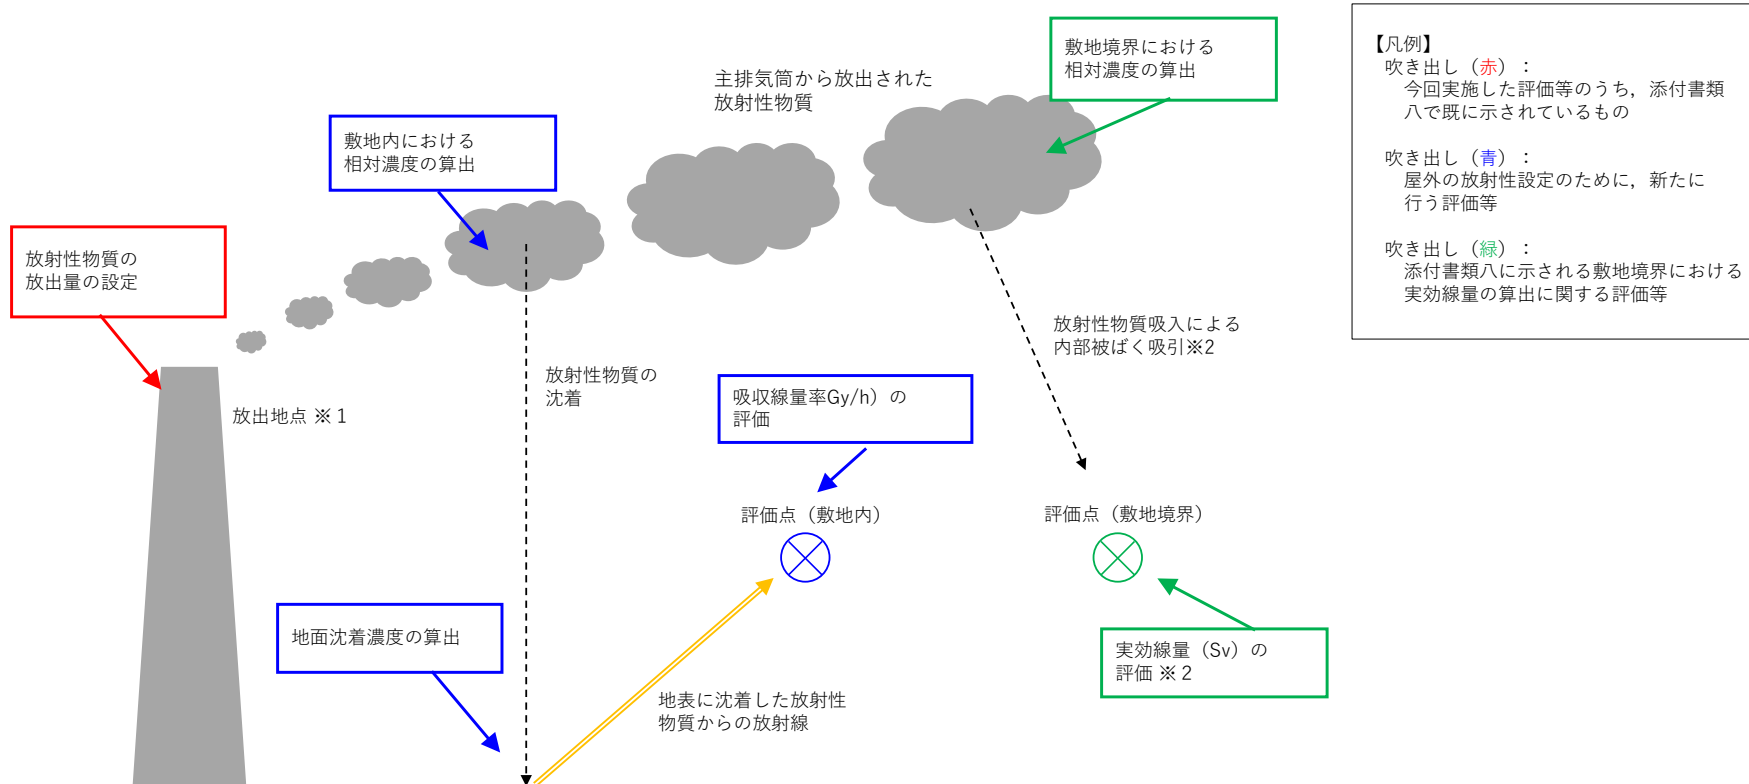 敷地境界における
相対濃度の算出
主排気筒から放出された
放射性物質
敷地内における
相対濃度の算出
放射性物質の
放出量の設定
放出地点 ※１
放射性物質の
沈着
放射性物質吸入による
内部被ばく吸引※2
吸収線量率Gy/h）の
評価
評価点（敷地内）
評価点（敷地境界）
地面沈着濃度の算出
実効線量（Sv）の
評価 ※２
地表に沈着した放射性
物質からの放射線
【凡例】
吹き出し（赤）：
今回実施した評価等のうち，添付書類
八で既に示されているもの
吹き出し（青）：
屋外の放射性設定のために，新たに
行う評価等
吹き出し（緑）：
添付書類八に示される敷地境界における
実効線量の算出に関する評価等